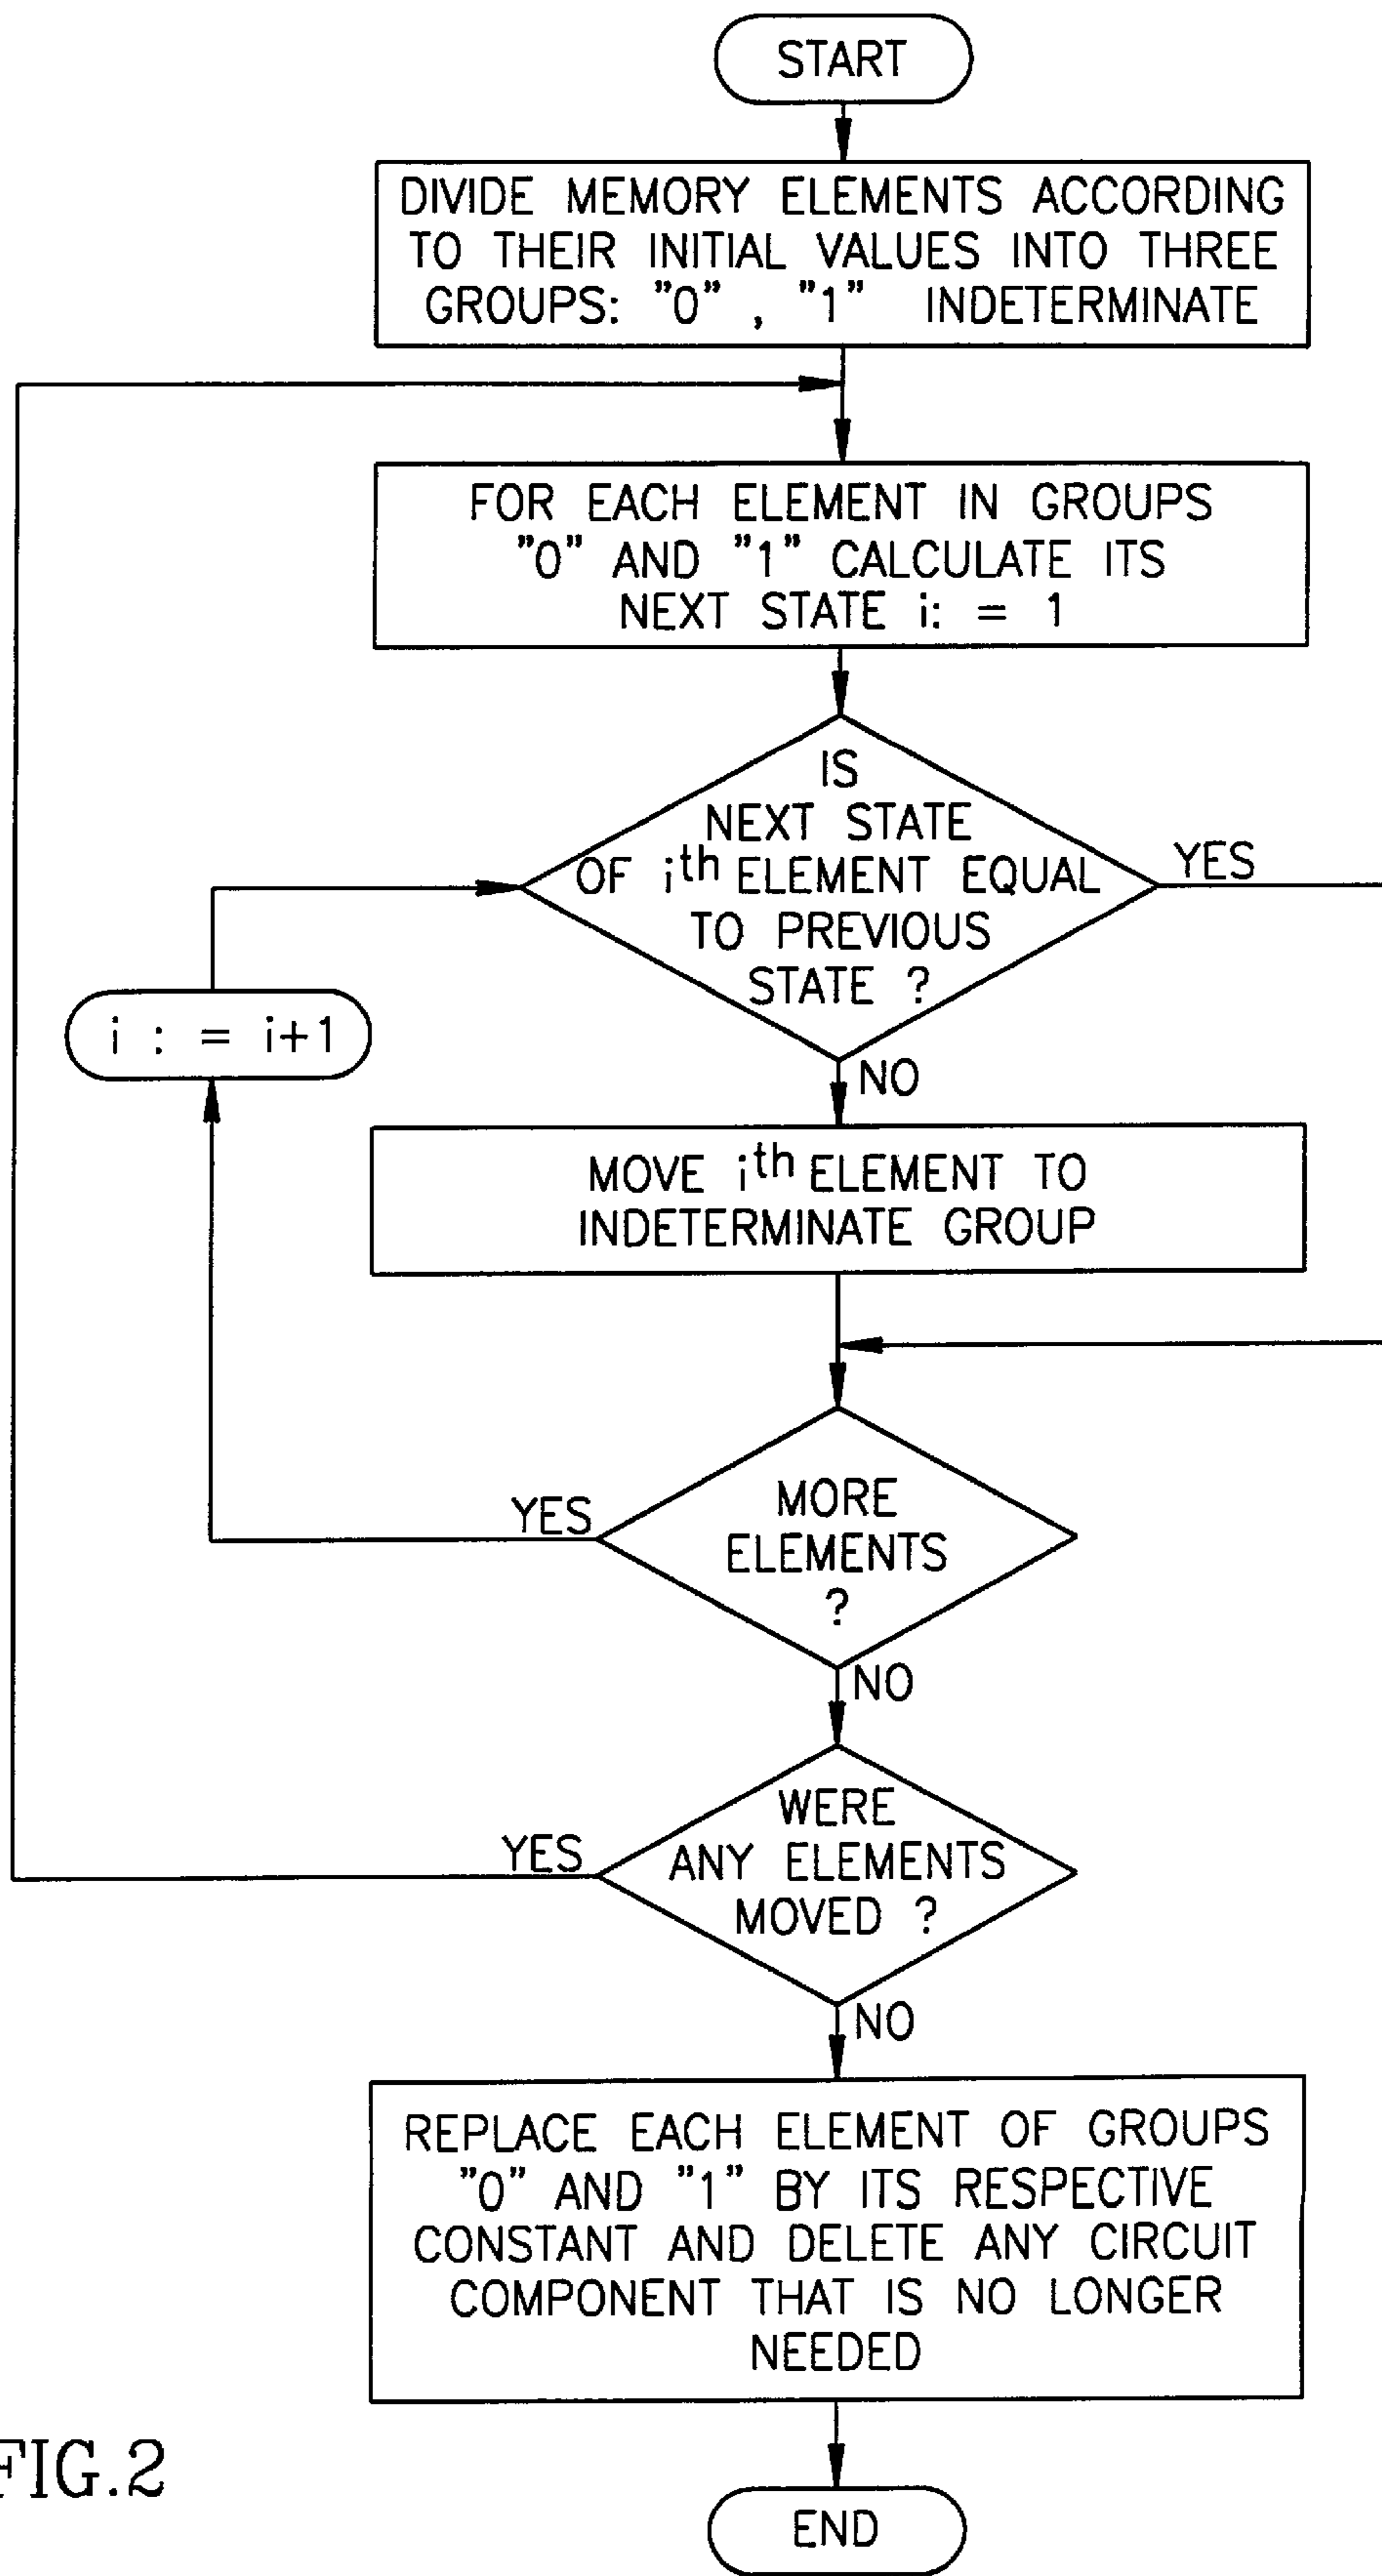 START
DIVIDE MEMORY ELEMENTS ACCORDING
TO THEIR INITIAL VALUES INTO THREE
GROUPS: "0" , "1" INDETERMINATE
FOR EACH ELEMENT IN GROUPS
"0" AND "1" CALCULATE ITS
NEXT STATE i: = 1
IS
NEXT STATE
OF ith ELEMENT EQUAL
TO PREVIOUS
STATE ?
YES
i : = i+1
NO
MOVE ith ELEMENT TO
INDETERMINATE GROUP
MORE
ELEMENTS
?
YES
NO
WERE
ANY ELEMENTS
MOVED ?
YES
NO
REPLACE EACH ELEMENT OF GROUPS
"0" AND "1" BY ITS RESPECTIVE
CONSTANT AND DELETE ANY CIRCUIT
COMPONENT THAT IS NO LONGER
NEEDED
FIG.2
END